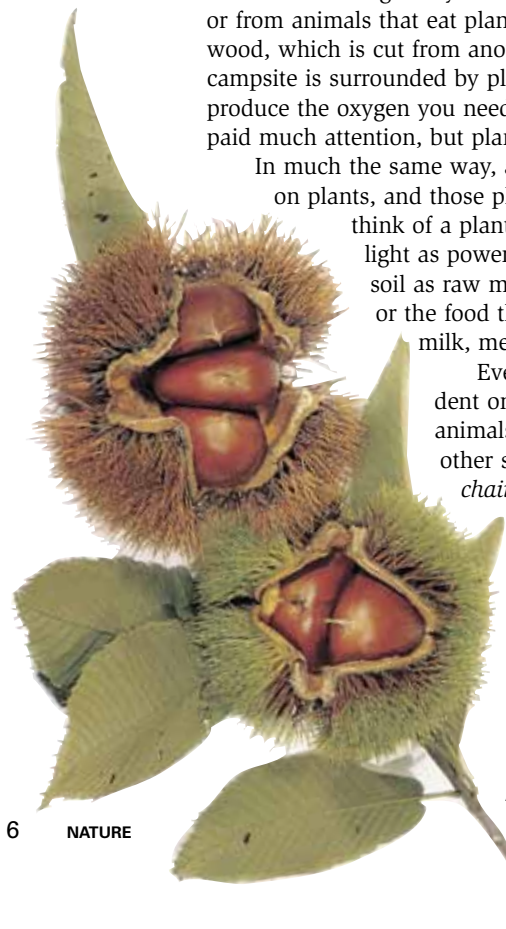 or from animals that eat plan
wood, which is cut from ano
campsite is surrounded by pl
produce the oxygen you need
paid much attention, but plan
In much the same way, a
on plants, and those pl
think of a plant
light as power
soil as raw m
or the food th
milk, me
Eve
dent on
animals
other s
chain
6 NATURE